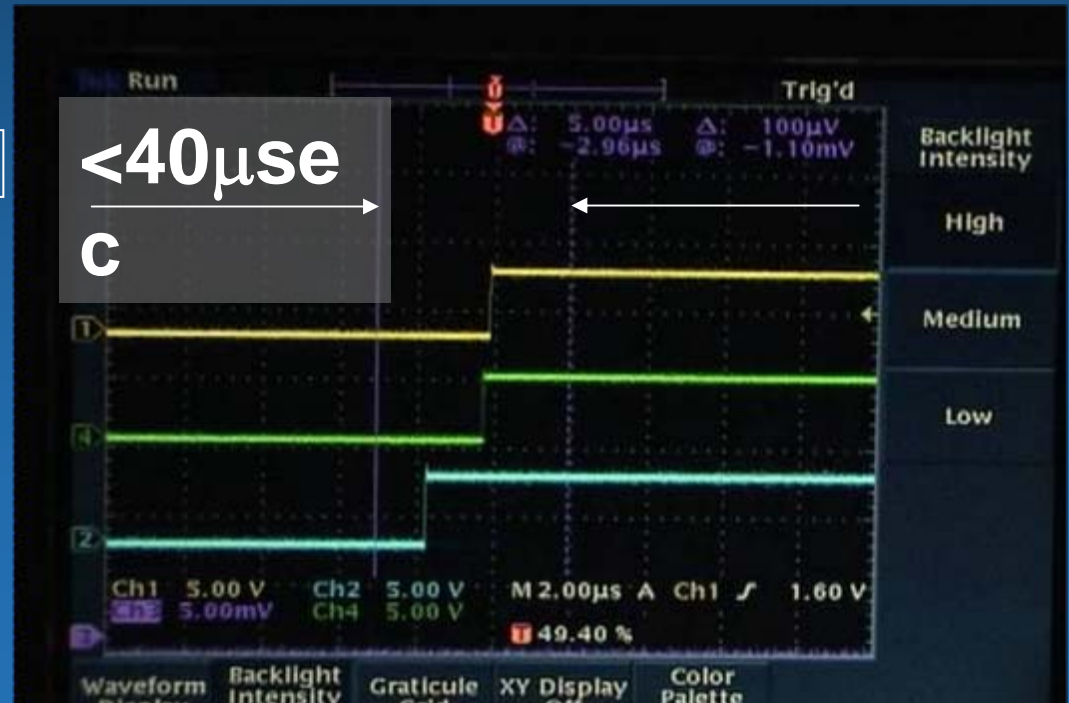 Run
Trig'd
Δ: 5.00µs Δ: 100µV
@: −2.96µs @: −1.10mV
Backlight
Intensity
<40µse
c
High
1
Medium
4
Low
2
Ch1 5.00 V Ch2 5.00 V M 2.00µs A Ch1 ƒ 1.60 V
Ch3 5.00mV Ch4 5.00 V
T 49.40 %
3
Waveform
Backlight
Intensity
Graticule
XY Display
Color
Palette